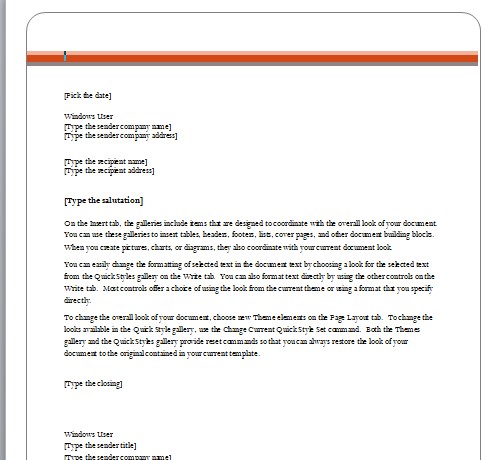 [Pick the date]
Windows User
[Type the sender company name]
[Type the sender company address]
[Type the recipient name]
[Type the recipient address]
[Type the salutation]
On the Insert tab, the galleries include items that are designed to coordinate with the overall look of your document.
You can use these galleries to insert tables, headers, footers, lists, cover pages, and other document building blocks.
When you create pictures, charts, or diagrams, they also coordinate with your current document look.
You can easily change the formatting of selected text in the document text by choosing a look for the selected text
from the Quick Styles gallery on the Write tab. You can also format text directly by using the other controls on the
Write tab. Most controls offer a choice of using the look from the current theme or using a format that you specify
directly.
To change the overall look of your document, choose new Theme elements on the Page Layout tab. To change the
looks available in the Quick Style gallery, use the Change Current Quick Style Set command. Both the Themes
gallery and the Quick Styles gallery provide reset commands so that you can always restore the look of your
document to the original contained in your current template.
[Type the closing]
Windows User
[Type the sender title]
[Type the sender company name]